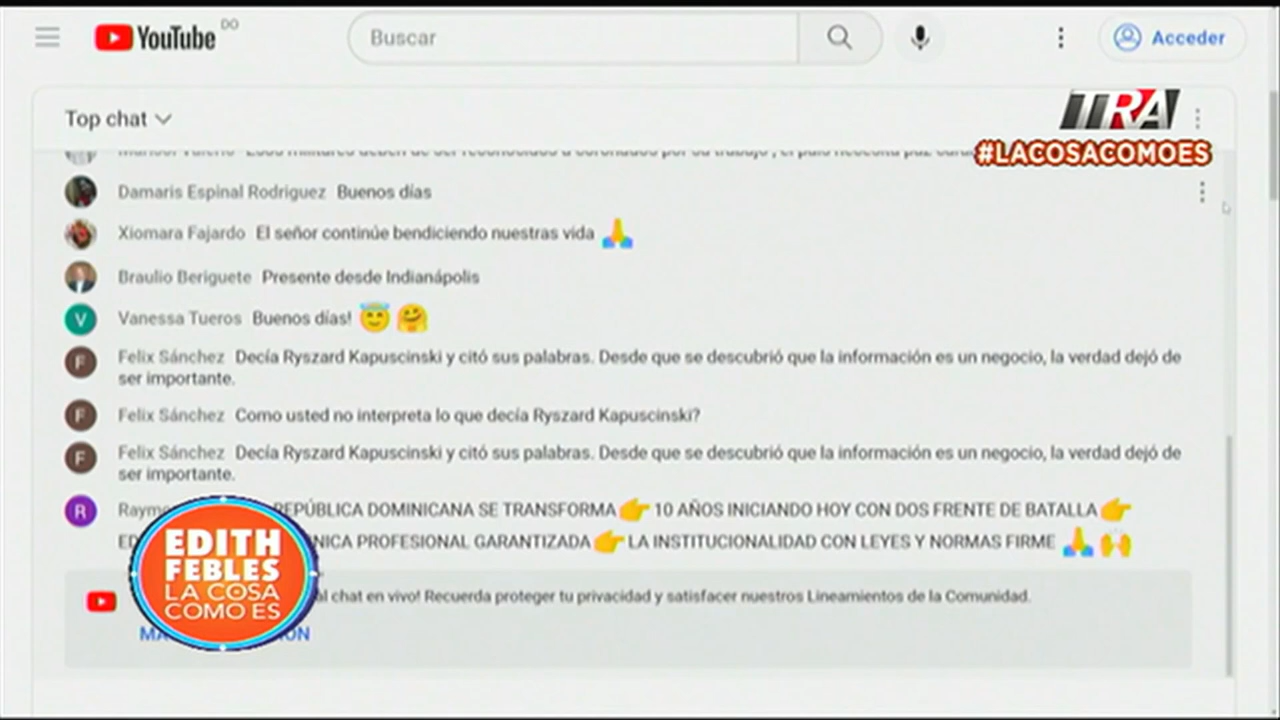 YouTube DO
Buscar
Acceder
Top chat
TRA
#LACOSACOMOES
Damaris Espinal Rodriguez Buenos días
Xiomara Fajardo El señor continúe bendiciendo nuestras vida 🙏
Braulio Beriguete Presente desde Indianápolis
V Vanessa Tueros Buenos días! 😇 🤗
F Felix Sánchez Decía Ryszard Kapuscinski y citó sus palabras. Desde que se descubrió que la información es un negocio, la verdad dejó de
ser importante.
F Felix Sánchez Como usted no interpreta lo que decía Ryszard Kapuscinski?
F Felix Sánchez Decía Ryszard Kapuscinski y citó sus palabras. Desde que se descubrió que la información es un negocio, la verdad dejó de
ser importante.
R REPÚBLICA DOMINICANA SE TRANSFORMA 👉 10 AÑOS INICIANDO HOY CON DOS FRENTE DE BATALLA 👉
PROFESIONAL GARANTIZADA 👉 LA INSTITUCIONALIDAD CON LEYES Y NORMAS FIRME 🙏 🙌
al chat en vivo! Recuerda proteger tu privacidad y satisfacer nuestros Lineamientos de la Comunidad.
EDITH
FEBLES
LA COSA
COMO ES